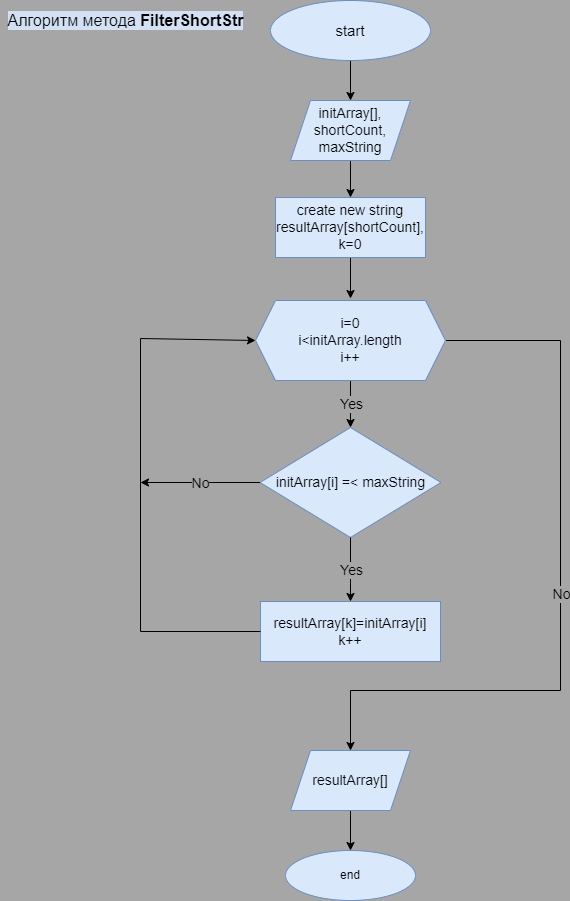 Алгоритм метода FilterShortStr
start
initArray[],
shortCount,
maxString
create new string
resultArray[shortCount],
k=0
i=0
i<initArray.length
i++
Yes
initArray[i] =< maxString
No
Yes
resultArray[k]=initArray[i]
k++
No
resultArray[]
end